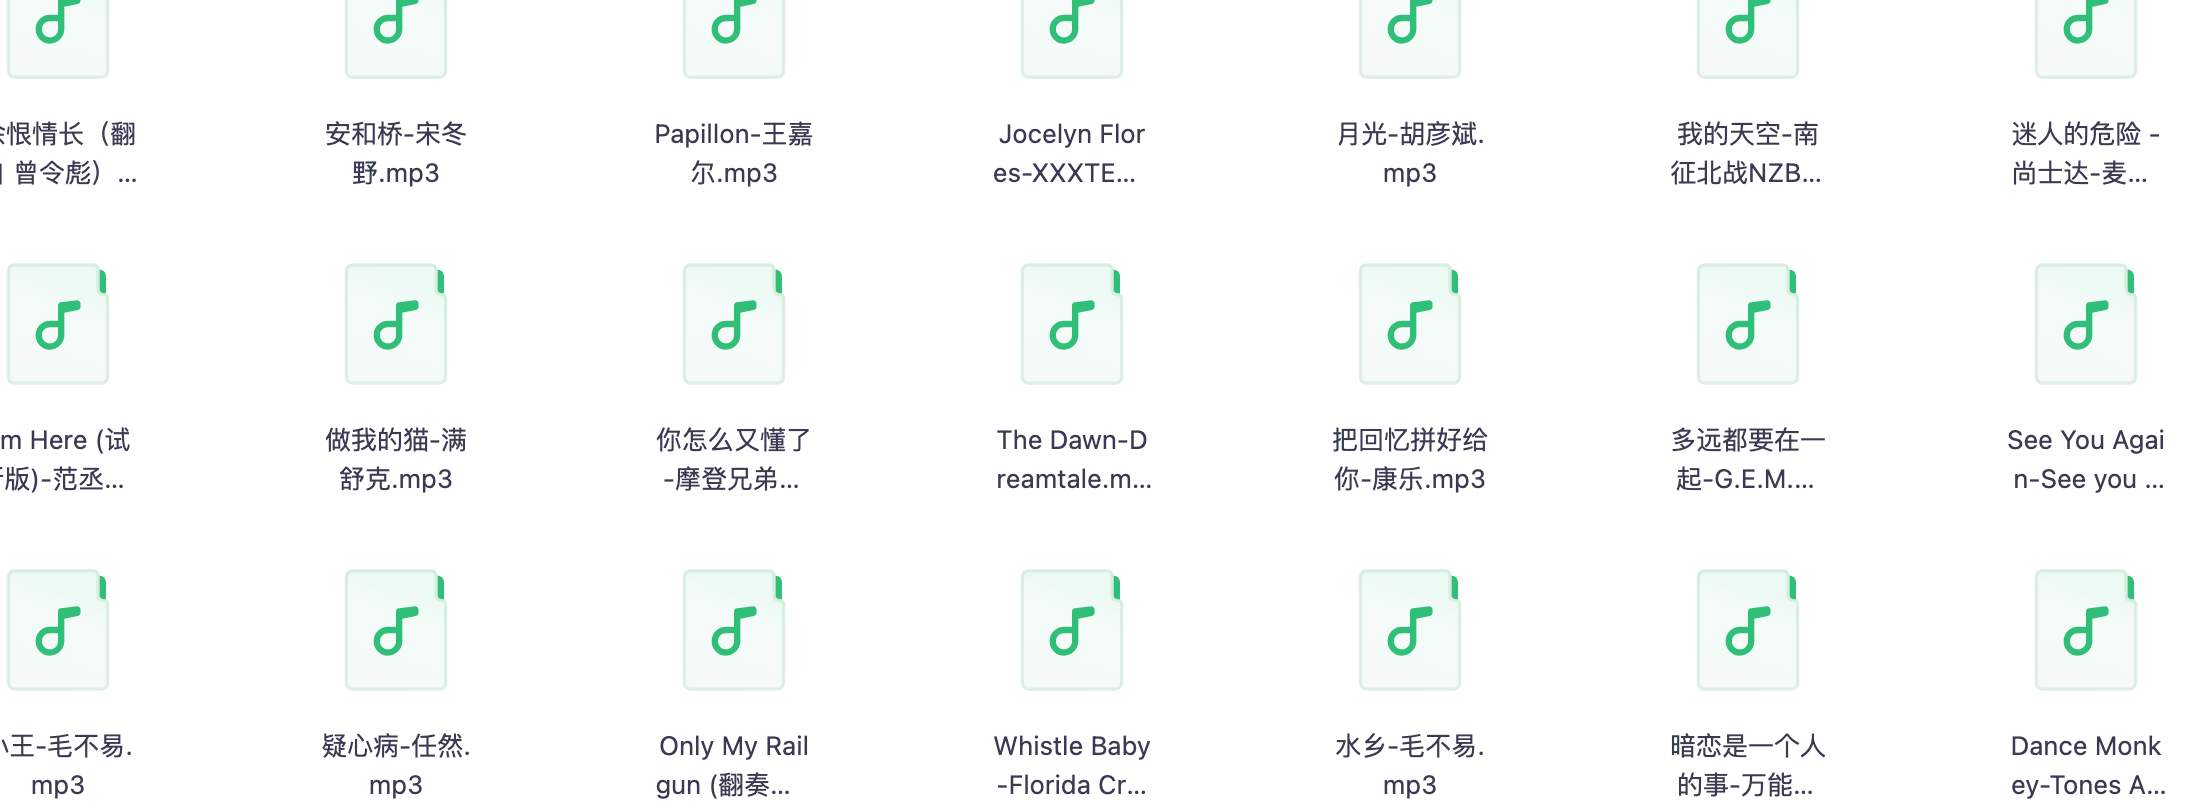 恨情长（翻
曾令彪）...
安和桥-宋冬
野.mp3
Papillon-王嘉
尔.mp3
Jocelyn Flor
es-XXXTE...
月光-胡彦斌.
mp3
我的天空-南
征北战NZB...
迷人的危险 -
尚士达-麦...
m Here (试
版)-范丞...
做我的猫-满
舒克.mp3
你怎么又懂了
-摩登兄弟...
The Dawn-D
reamtale.m...
把回忆拼好给
你-康乐.mp3
多远都要在一
起-G.E.M....
See You Agai
n-See you ...
王-毛不易.
mp3
疑心病-任然.
mp3
Only My Rail
gun (翻奏...
Whistle Baby
-Florida Cr...
水乡-毛不易.
mp3
暗恋是一个人
的事-万能...
Dance Monk
ey-Tones A...